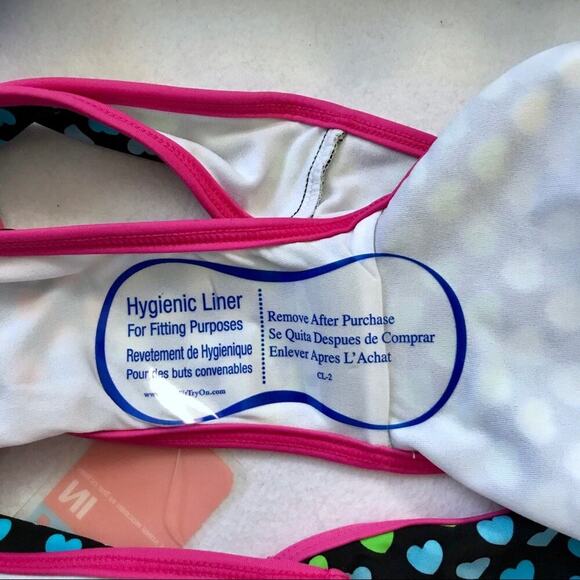 Hygienic Liner
For Fitting Purposes
Revetement de Hygienique
Pour des buts convenables
Remove After Purchase
Se Quita Despues de Comprar
Enlever Apres L'Achat
CL-2
IN